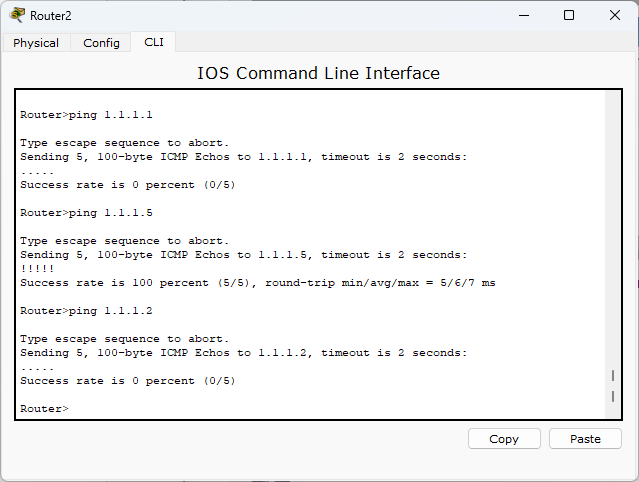 Router2
Physical Config CLI
IOS Command Line Interface
Router>ping 1.1.1.1
Type escape sequence to abort.
Sending 5, 100-byte ICMP Echos to 1.1.1.1, timeout is 2 seconds:
.....
Success rate is 0 percent (0/5)
Router>ping 1.1.1.5
Type escape sequence to abort.
Sending 5, 100-byte ICMP Echos to 1.1.1.5, timeout is 2 seconds:
!!!!!
Success rate is 100 percent (5/5), round-trip min/avg/max = 5/6/7 ms
Router>ping 1.1.1.2
Type escape sequence to abort.
Sending 5, 100-byte ICMP Echos to 1.1.1.2, timeout is 2 seconds:
.....
Success rate is 0 percent (0/5)
Router>
Copy Paste